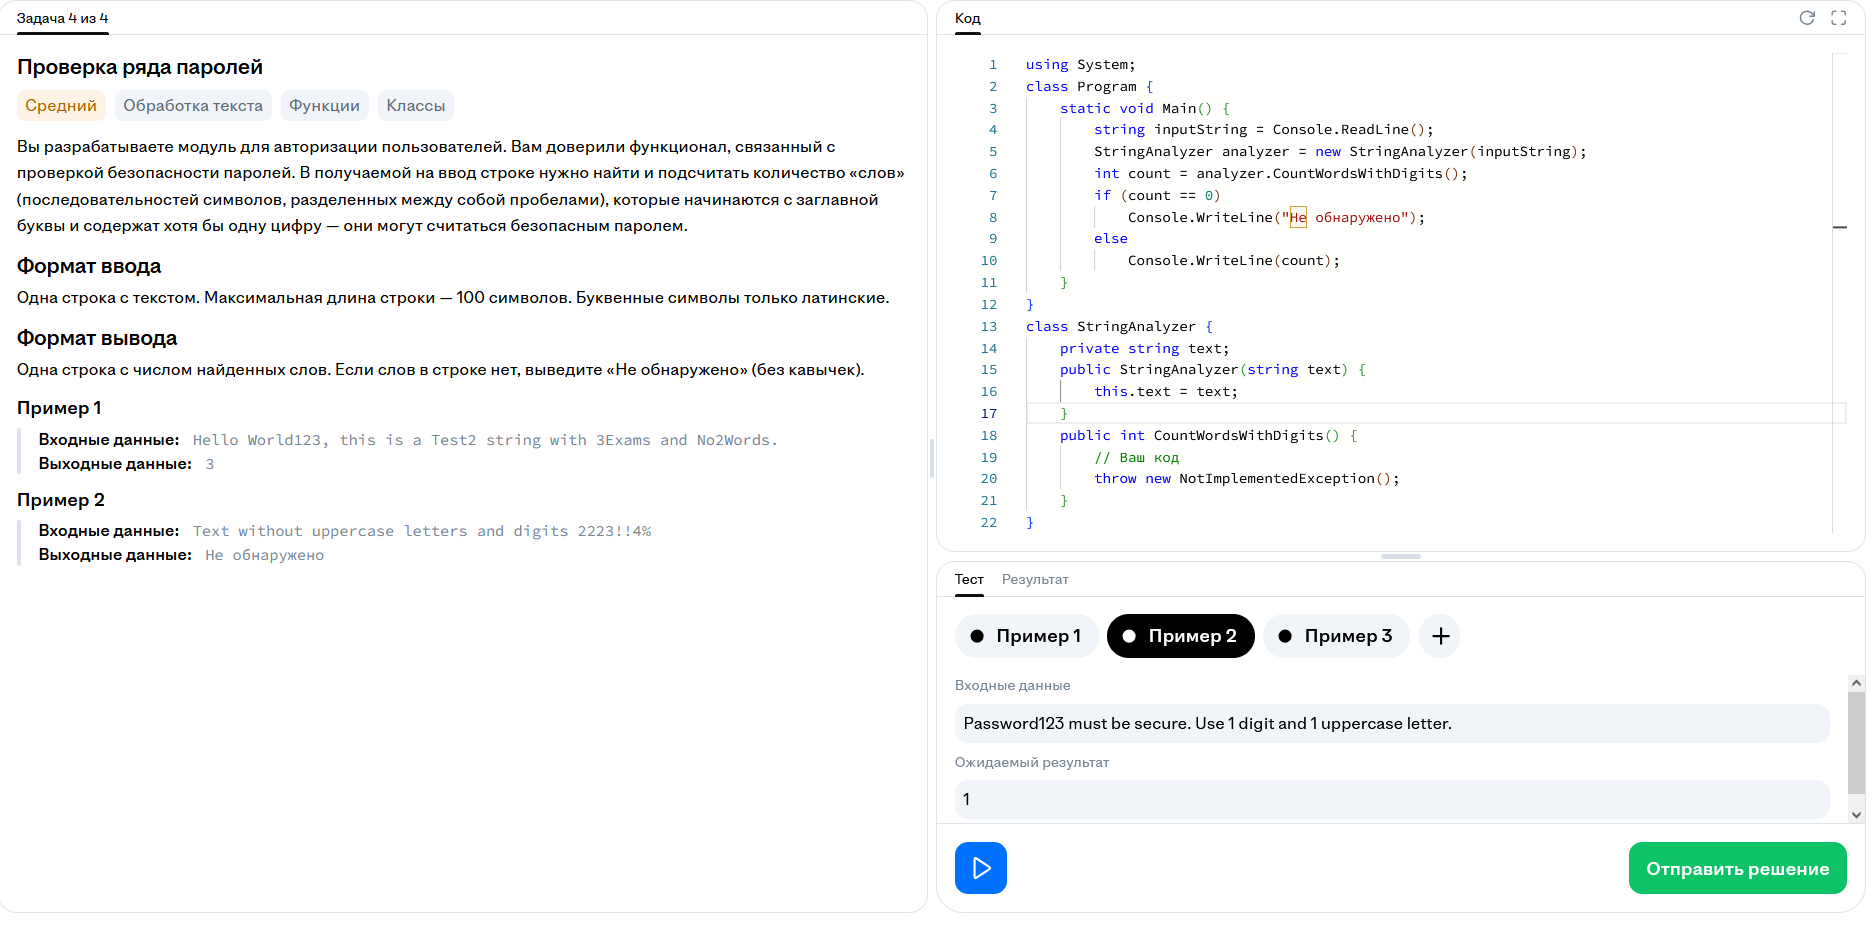 Задача 4 из 4
Проверка ряда паролей
Средний Обработка текста Функции Классы
Вы разрабатываете модуль для авторизации пользователей. Вам доверили функционал, связанный с
проверкой безопасности паролей. В получаемой на ввод строке нужно найти и подсчитать количество «слов»
(последовательностей символов, разделенных между собой пробелами), которые начинаются с заглавной
буквы и содержат хотя бы одну цифру — они могут считаться безопасным паролем.
Формат ввода
Одна строка с текстом. Максимальная длина строки — 100 символов. Буквенные символы только латинские.
Формат вывода
Одна строка с числом найденных слов. Если слов в строке нет, выведите «Не обнаружено» (без кавычек).
Пример 1
Входные данные: Hello World123, this is a Test2 string with 3Exams and No2Words.
Выходные данные: 3
Пример 2
Входные данные: Text without uppercase letters and digits 2223!!4%
Выходные данные: Не обнаружено
Код
1 using System;
2 class Program {
3 static void Main() {
4 string inputString = Console.ReadLine();
5 StringAnalyzer analyzer = new StringAnalyzer(inputString);
6 int count = analyzer.CountWordsWithDigits();
7 if (count == 0)
8 Console.WriteLine("Не обнаружено");
9 else
10 Console.WriteLine(count);
11 }
12 }
13 class StringAnalyzer {
14 private string text;
15 public StringAnalyzer(string text) {
16 this.text = text;
17 }
18 public int CountWordsWithDigits() {
19 // Ваш код
20 throw new NotImplementedException();
21 }
22 }
Тест Результат
Пример 1 Пример 2 Пример 3 +
Входные данные
Password123 must be secure. Use 1 digit and 1 uppercase letter.
Ожидаемый результат
1
Отправить решение